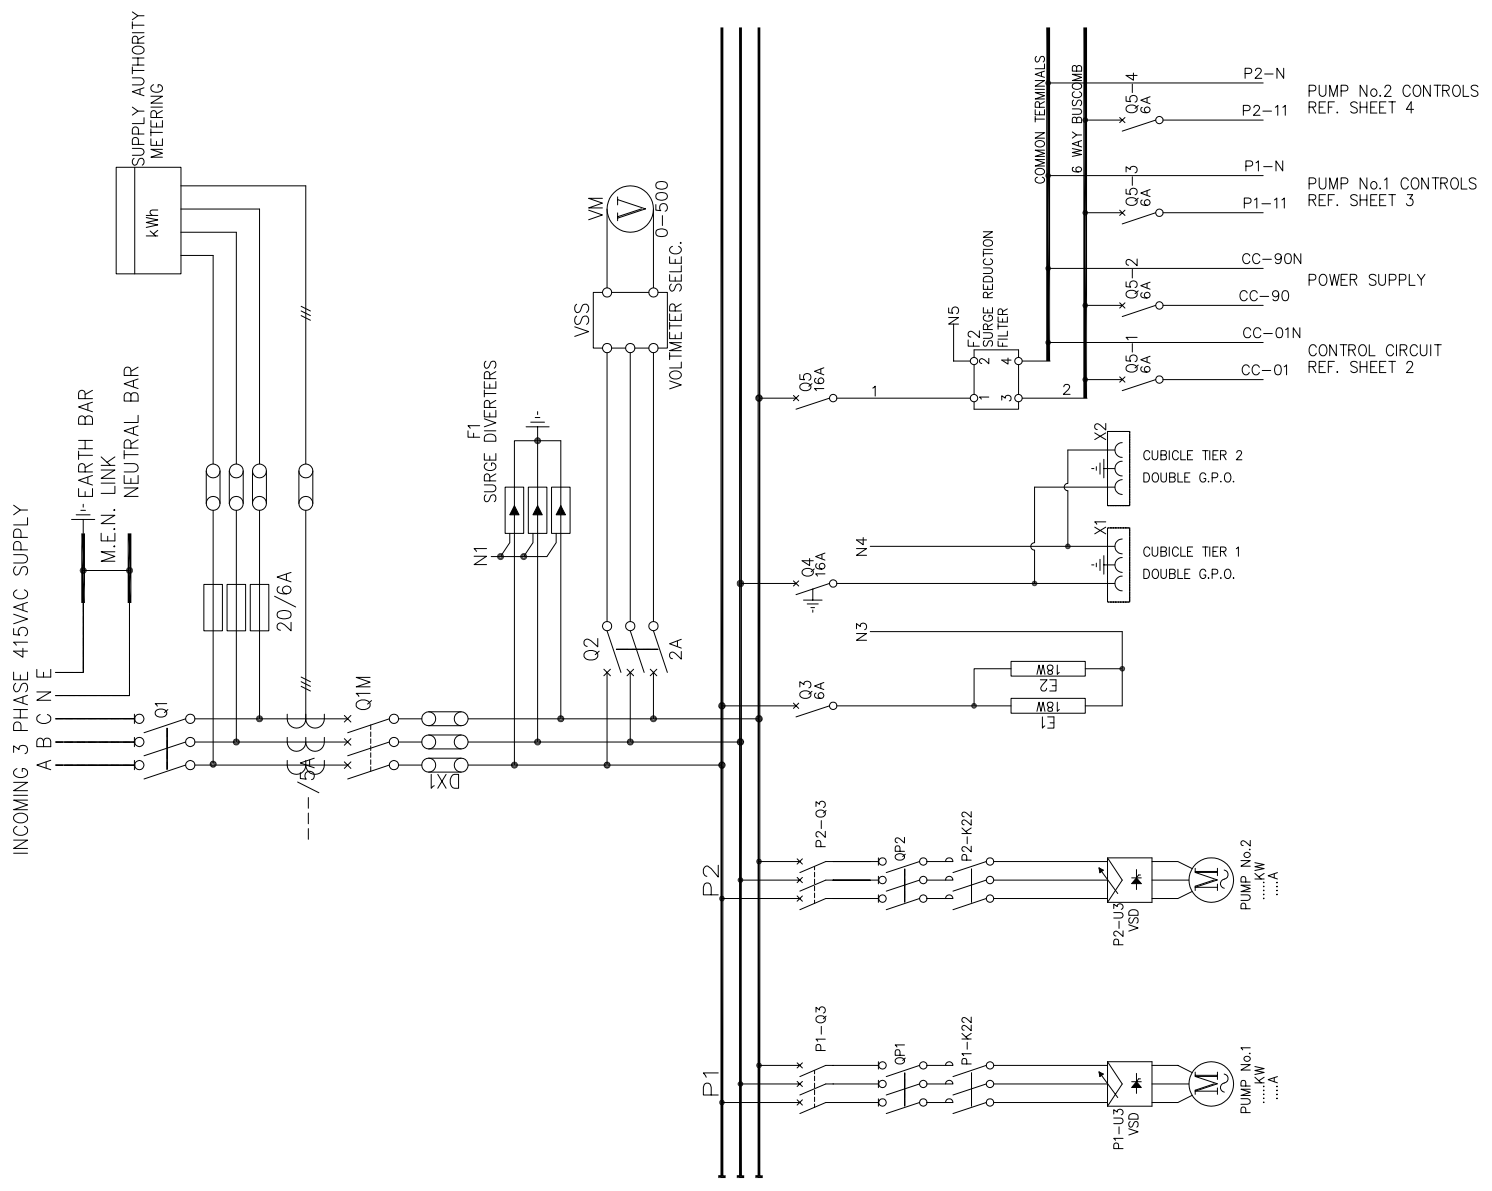 INCOMING 3 PHASE 415VAC SUPPLY
A B C N E
EARTH BAR
M.E.N. LINK
NEUTRAL BAR
SUPPLY AUTHORITY
METERING
kWh
20/6A
Q1
----/5A
Q1M
DX1
N1
F1
SURGE DIVERTERS
Q2
2A
VSS
VOLTMETER SELEC.
VM
V
0-500
P2
P1
Q5
16A
1
N5
F2
SURGE REDUCTION
FILTER
2
4
1
3
2
COMMON TERMINALS
6 WAY BUSCOMB
Q5-4
6A
P2-N
P2-11
PUMP No.2 CONTROLS
REF. SHEET 4
Q5-3
6A
P1-N
P1-11
PUMP No.1 CONTROLS
REF. SHEET 3
Q5-2
6A
CC-90N
CC-90
POWER SUPPLY
Q5-1
6A
CC-01N
CC-01
CONTROL CIRCUIT
REF. SHEET 2
X2
CUBICLE TIER 2
DOUBLE G.P.O.
X1
CUBICLE TIER 1
DOUBLE G.P.O.
N4
Q4
16A
N3
Q3
6A
18W
E2
18W
E1
P2-Q3
QP2
P2-K22
P2-U3
VSD
M
PUMP No.2
.....KW
....A
P1-Q3
QP1
P1-K22
P1-U3
VSD
M
PUMP No.1
.....KW
....A